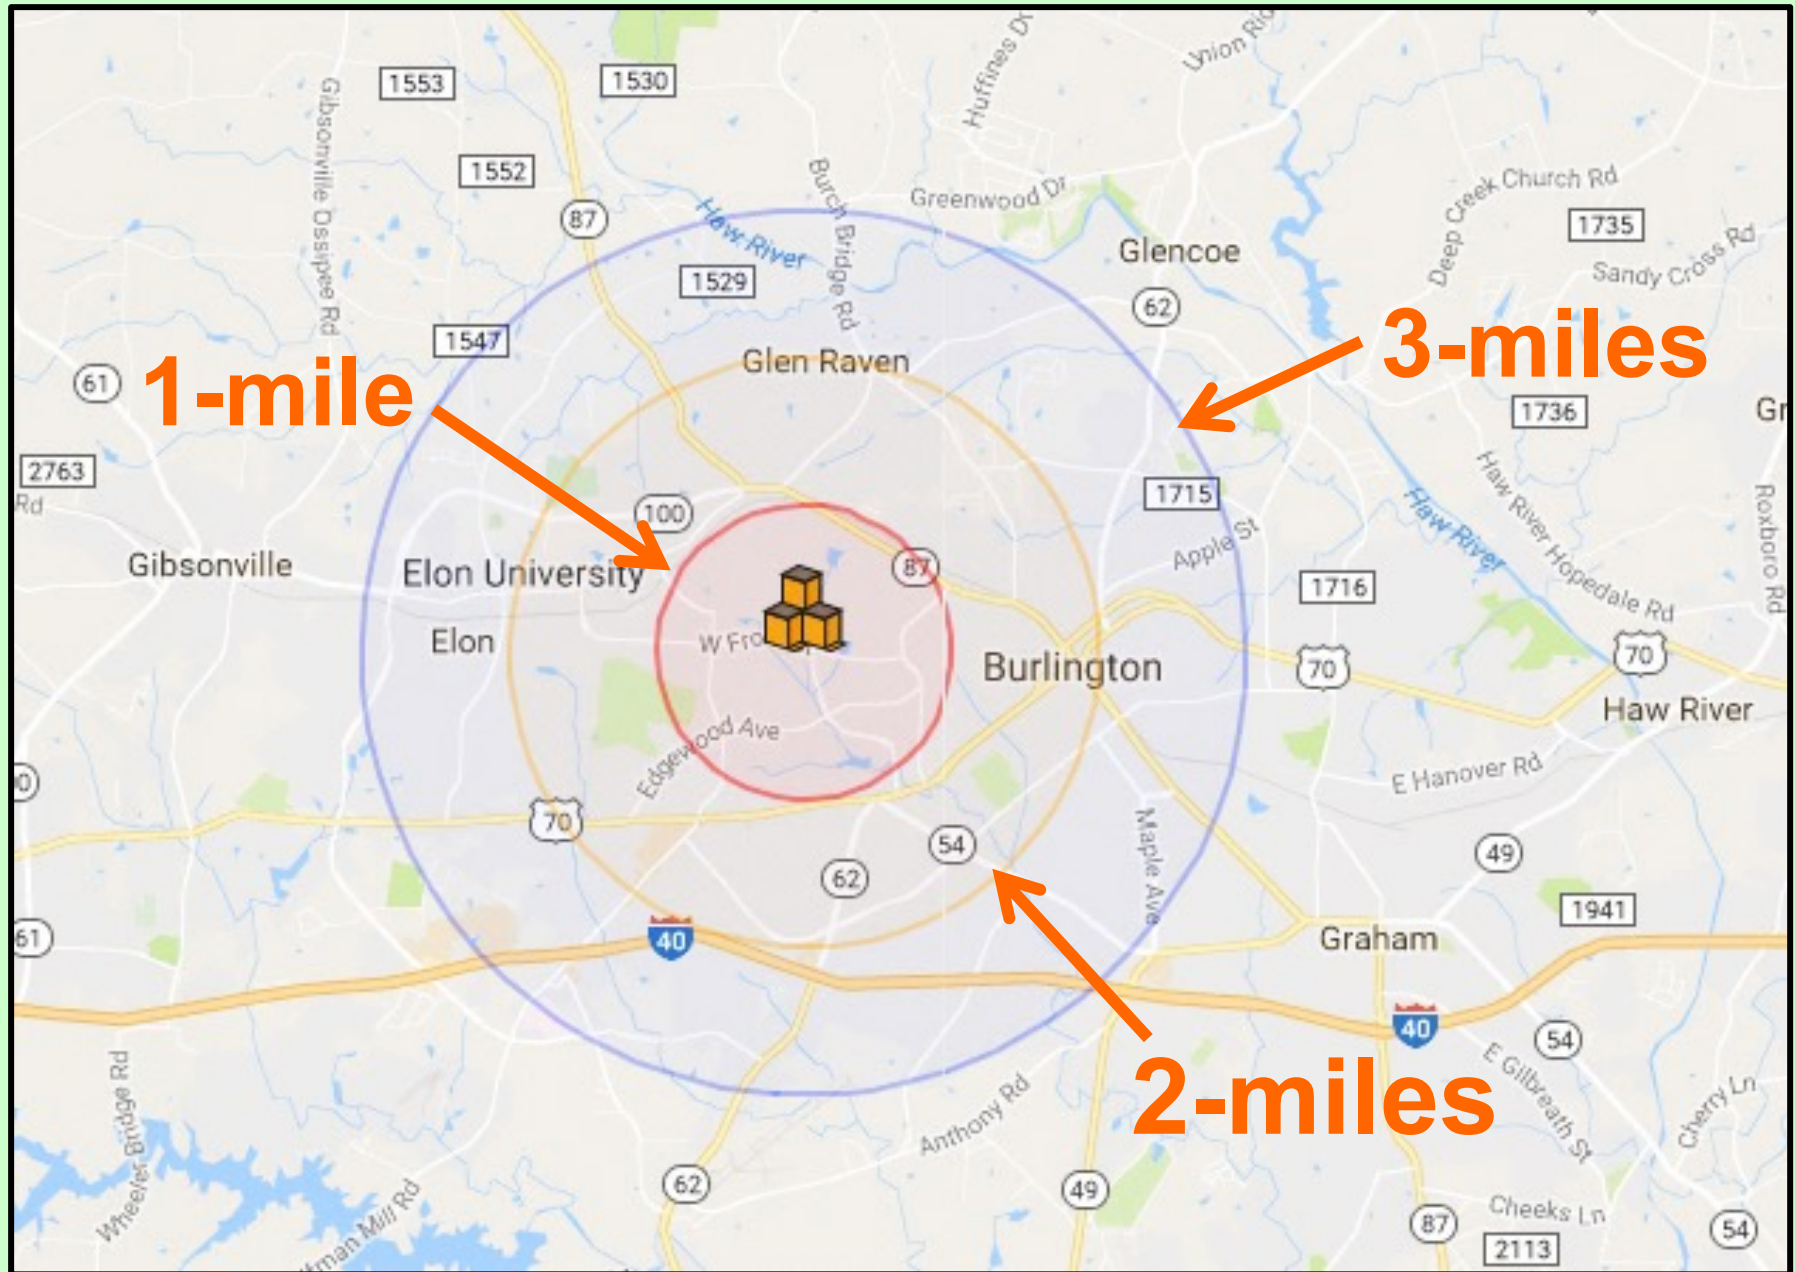 1553
1530
Huffines Dr
Union
Gibsonville Ossipee Rd
1552
Burch Bridge Rd
Greenwood Dr
Deep Creek Church Rd
87
1735
Haw River
Glencoe
Sandy Cross Rd
1529
62
1547
Glen Raven
3-miles
61
1-mile
1736
Gr
2763
Rd
100
1715
Haw River
Haw River Hopedale Rd
Roxboro Rd
Apple St
Gibsonville
Elon University
87
1716
Elon
W Fro
Burlington
70
70
Haw River
Edgewood Ave
E Hanover Rd
70
54
Maple Ave
49
62
1941
61
40
Graham
40
54
2-miles
E Gilbreath St
Cherry Ln
Wheeler Bridge Rd
Anthony Rd
62
49
Cheeks Ln
87
54
tman Mill Rd
2113